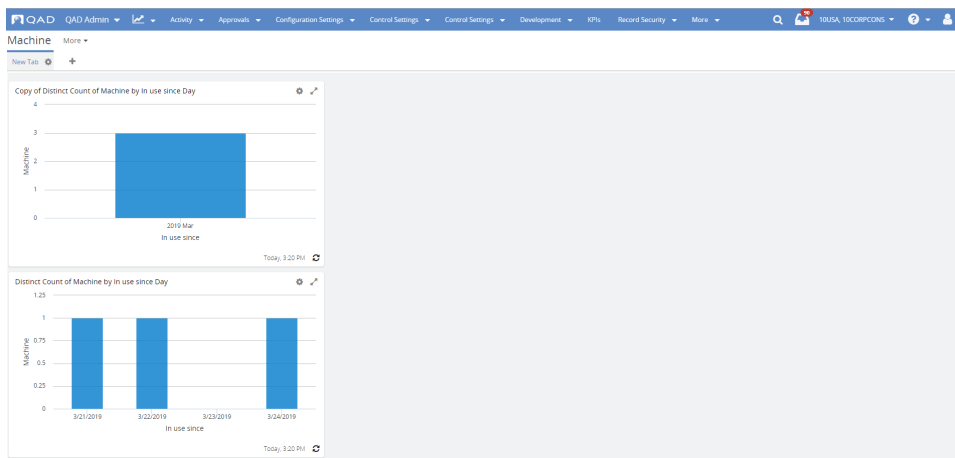 QAD QAD Admin Activity Approvals Configuration Settings Control Settings Control Settings Development KPIs Record Security More 90 10USA, 10CORPCONS ?
Machine More
New Tab +
Copy of Distinct Count of Machine by In use since Day
4
3
2
1
0
Machine
2019 Mar
In use since
Today, 3:20 PM
Distinct Count of Machine by In use since Day
1.25
1
0.75
0.5
0.25
0
Machine
3/21/2019 3/22/2019 3/23/2019 3/24/2019
In use since
Today, 3:20 PM